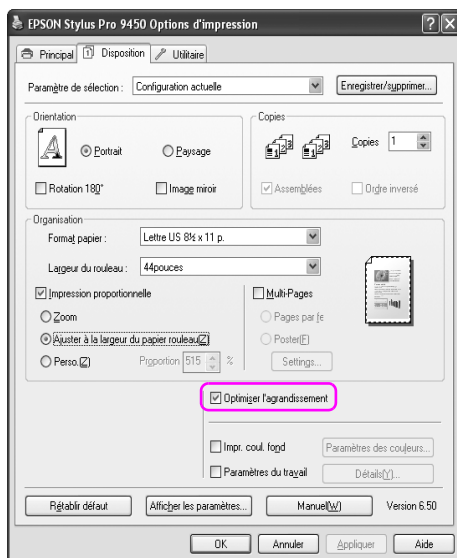 EPSON Stylus Pro 9450 Options d'impression
Principal Disposition Utilitaire
Paramètre de sélection : Configuration actuelle Enregistrer/supprimer...
Orientation Copies
Portrait Paysage Copies 1
Rotation 180° Image miroir Assemblées Ordre inversé
Organisation
Format papier : Lettre US 8½ x 11 p.
Largeur du rouleau : 44pouces
Impression proportionnelle Multi-Pages
Zoom Pages par fe
Ajuster à la largeur du papier rouleau(Z) Poster(F)
Perso.(Z) Proportion 515 % Settings...
Optimiser l'agrandissement
Impr. coul. fond Paramètres des couleurs...
Paramètres du travail Détails(Y)...
Rétablir défaut Afficher les paramètres... Manuel(W) Version 6.50
OK Annuler Appliquer Aide